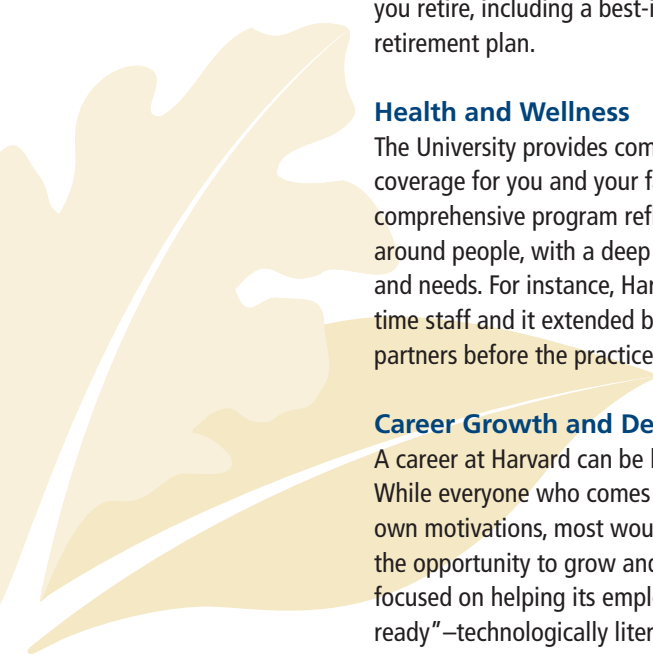 you retire, including a best-i
retirement plan.
Health and Wellness
The University provides com
coverage for you and your f
comprehensive program ref
around people, with a deep
and needs. For instance, Har
time staff and it extended b
partners before the practice
Career Growth and De
A career at Harvard can be
While everyone who comes
own motivations, most wou
the opportunity to grow and
focused on helping its empl
ready”–technologically liter